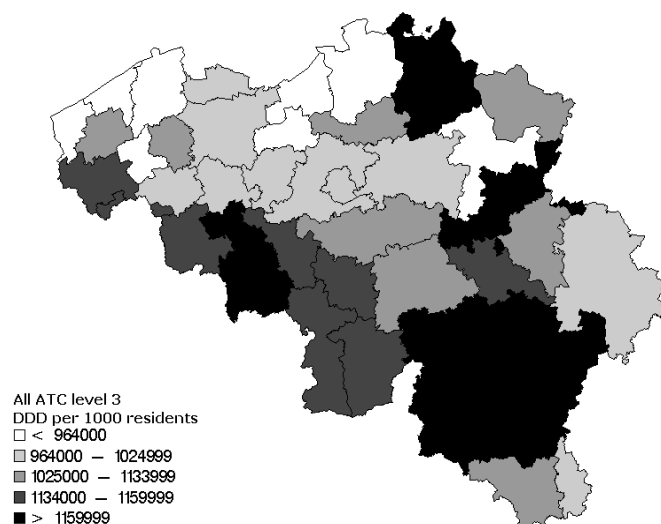 All ATC level 3
DDD per 1000 residents
< 964000
964000 – 1024999
1025000 – 1133999
1134000 – 1159999
> 1159999